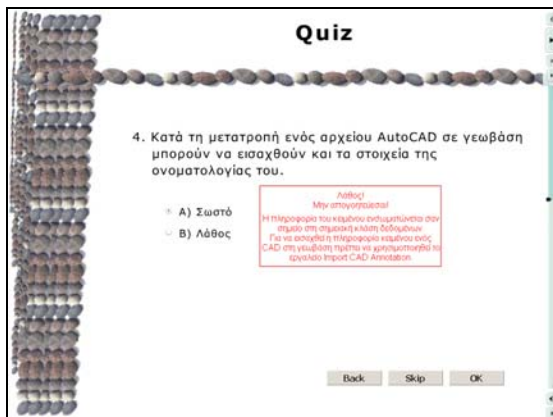 Quiz
4. Κατά τη μετατροπή ενός αρχείου AutoCAD σε γεωβάση
μπορούν να εισαχθούν και τα στοιχεία της
ονοματολογίας του.
Α) Σωστό
Β) Λάθος
Λάθος!
Μην απογοητεύεσαι!
Η πληροφορία του κειμένου ενσωματώνεται σαν
σημείο στη σημειακή κλάση δεδομένων
Για να εισαχθεί η πληροφορία κειμένου ενός
CAD στη γεωβάση πρέπει να χρησιμοποιηθεί το
εργαλείο Import CAD Annotation
Back Skip OK